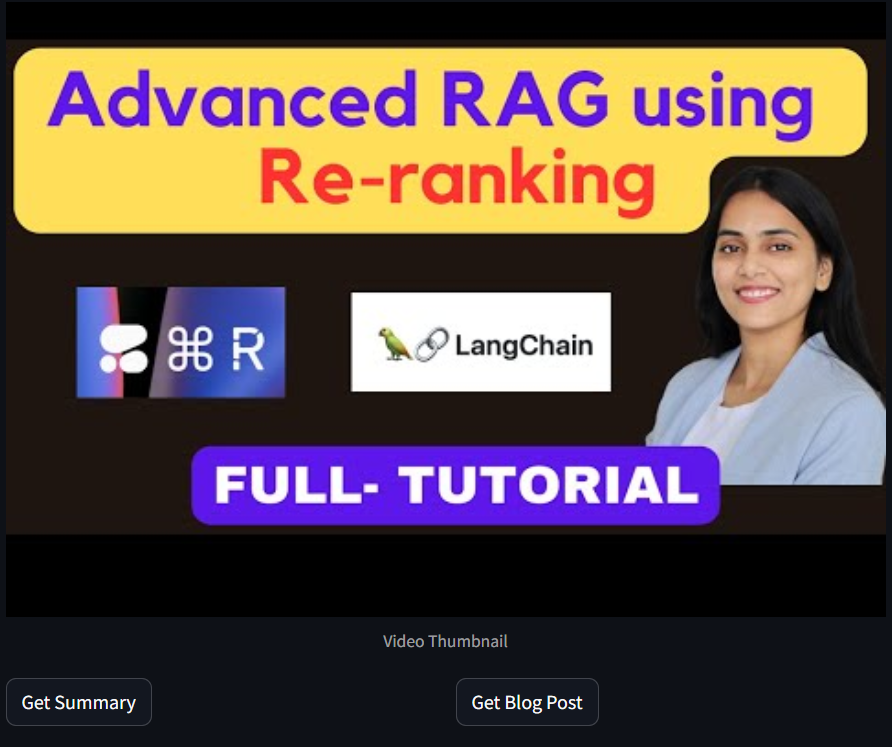 Advanced RAG using
Re-ranking
⌘ R
LangChain
FULL- TUTORIAL
Video Thumbnail
Get Summary
Get Blog Post